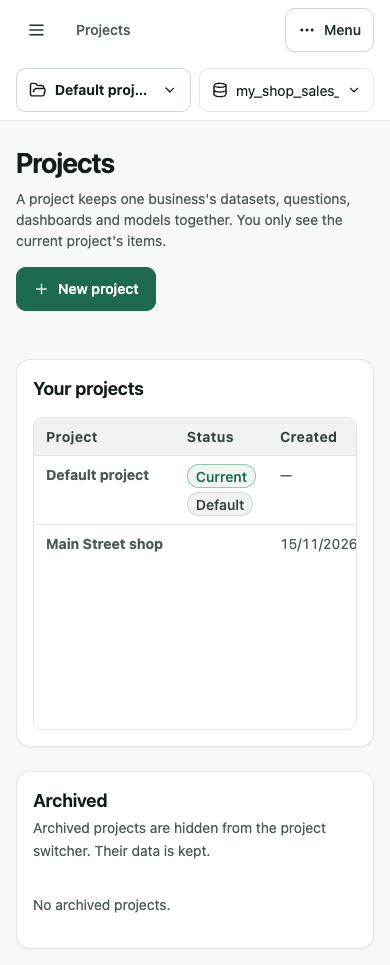 Projects
Menu
Default proj...
my_shop_sales_
Projects
A project keeps one business's datasets, questions,
dashboards and models together. You only see the
current project's items.
New project
Your projects
Project Status Created
Default project Current —
Default
Main Street shop 15/11/2026
Archived
Archived projects are hidden from the project
switcher. Their data is kept.
No archived projects.